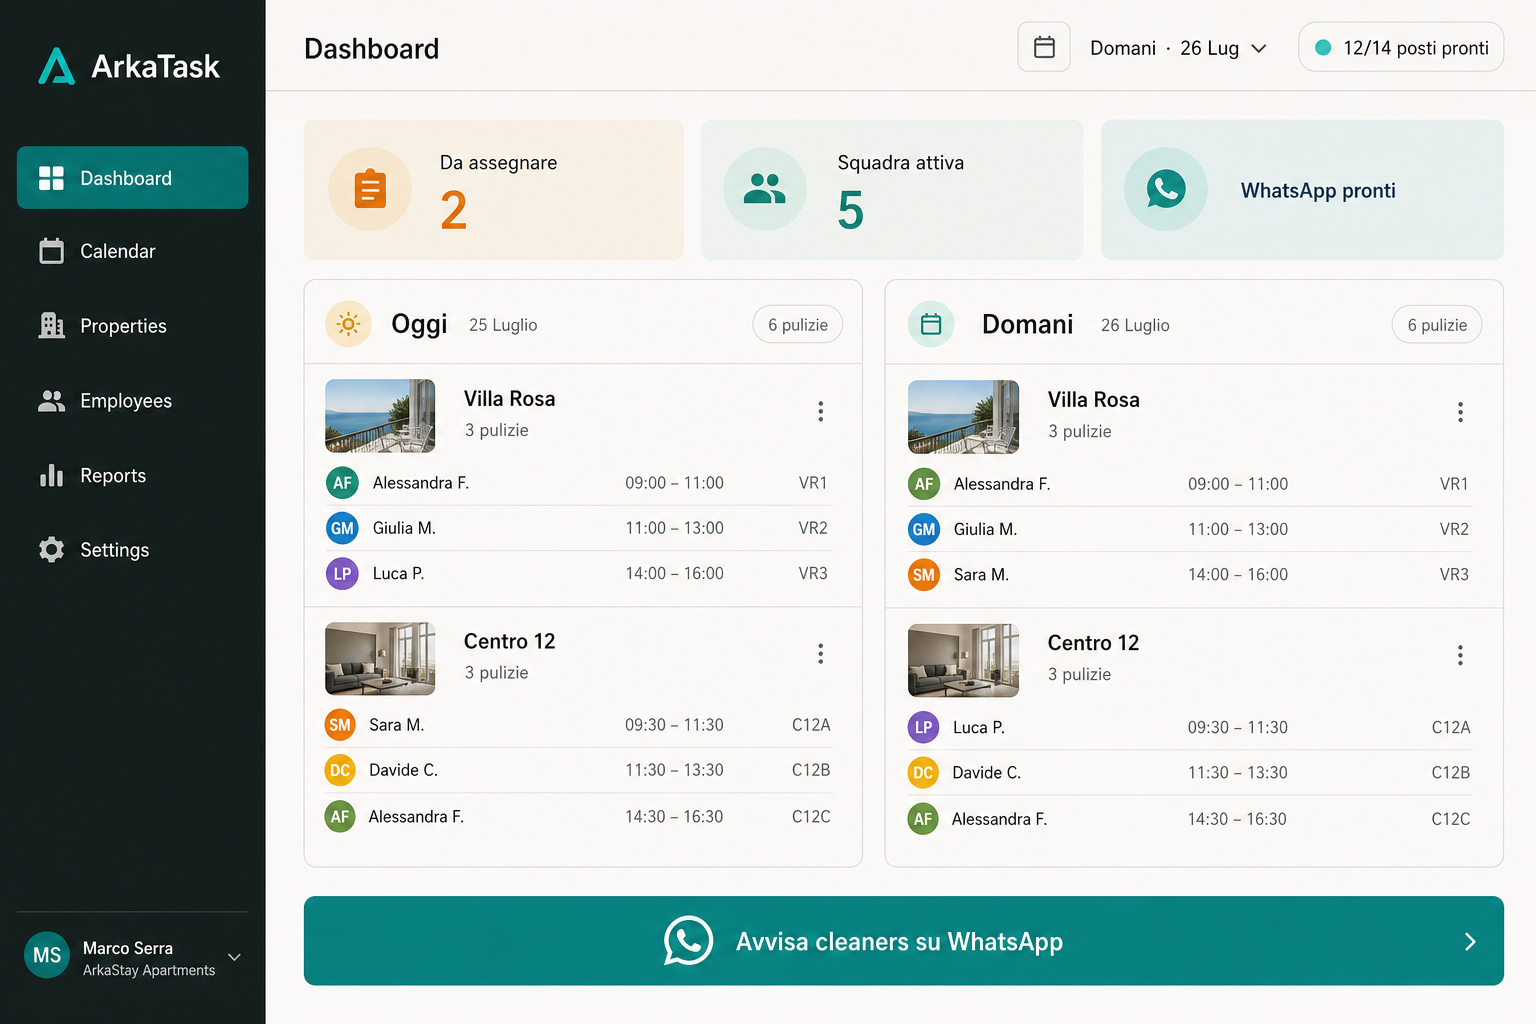 ArkaTask
Dashboard
Calendar
Properties
Employees
Reports
Settings
MS
Marco Serra
ArkaStay Apartments
Dashboard
Domani · 26 Lug
12/14 posti pronti
Da assegnare
2
Squadra attiva
5
WhatsApp pronti
Oggi 25 Luglio 6 pulizie
Villa Rosa
3 pulizie
AF Alessandra F. 09:00 – 11:00 VR1
GM Giulia M. 11:00 – 13:00 VR2
LP Luca P. 14:00 – 16:00 VR3
Centro 12
3 pulizie
SM Sara M. 09:30 – 11:30 C12A
DC Davide C. 11:30 – 13:30 C12B
AF Alessandra F. 14:30 – 16:30 C12C
Domani 26 Luglio 6 pulizie
Villa Rosa
3 pulizie
AF Alessandra F. 09:00 – 11:00 VR1
GM Giulia M. 11:00 – 13:00 VR2
SM Sara M. 14:00 – 16:00 VR3
Centro 12
3 pulizie
LP Luca P. 09:30 – 11:30 C12A
DC Davide C. 11:30 – 13:30 C12B
AF Alessandra F. 14:30 – 16:30 C12C
Avvisa cleaners su WhatsApp